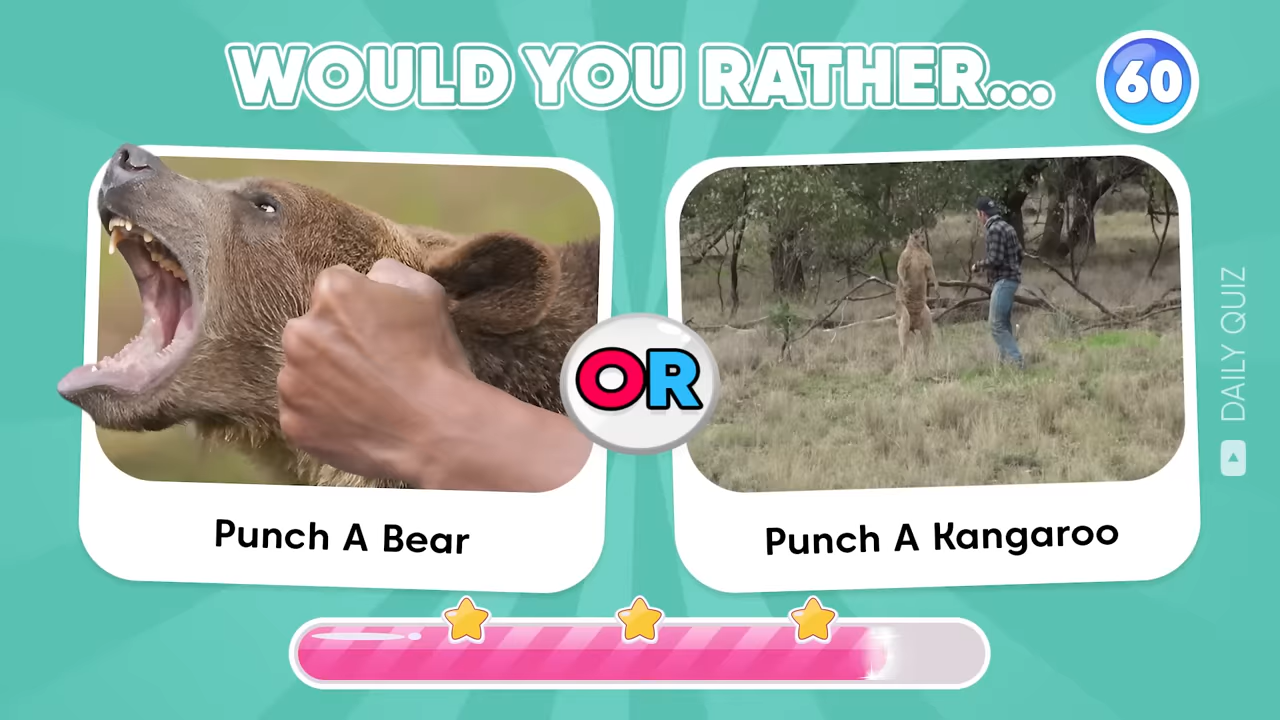 WOULD YOU RATHER...
60
OR
Punch A Bear
Punch A Kangaroo
DAILY QUIZ